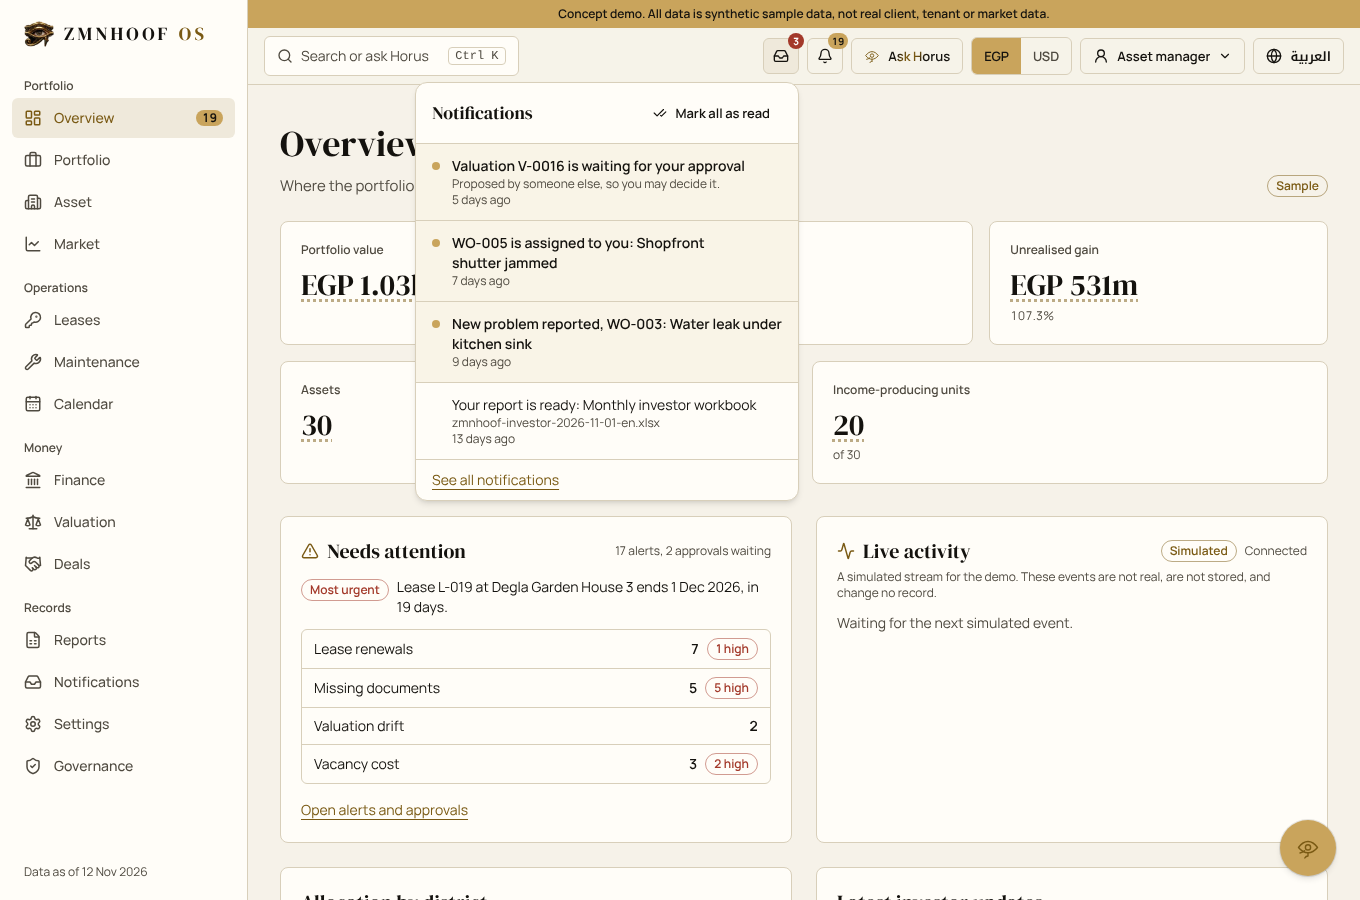 ZMNHOOF OS
Portfolio
Overview 19
Portfolio
Asset
Market
Operations
Leases
Maintenance
Calendar
Money
Finance
Valuation
Deals
Records
Reports
Notifications
Settings
Governance
Data as of 12 Nov 2026
Concept demo. All data is synthetic sample data, not real client, tenant or market data.
Search or ask Horus Ctrl K
3
19
Ask Horus
EGP USD
Asset manager
العربية
Notifications
Mark all as read
Valuation V-0016 is waiting for your approval
Proposed by someone else, so you may decide it.
5 days ago
WO-005 is assigned to you: Shopfront
shutter jammed
7 days ago
New problem reported, WO-003: Water leak under
kitchen sink
9 days ago
Your report is ready: Monthly investor workbook
zmnhoof-investor-2026-11-01-en.xlsx
13 days ago
See all notifications
Overview
Where the portfolio
Sample
Portfolio value
EGP 1.03
Unrealised gain
EGP 531m
107.3%
Assets
30
Income-producing units
20
of 30
Needs attention
17 alerts, 2 approvals waiting
Most urgent
Lease L-019 at Degla Garden House 3 ends 1 Dec 2026, in
19 days.
Lease renewals 7 1 high
Missing documents 5 5 high
Valuation drift 2
Vacancy cost 3 2 high
Open alerts and approvals
Live activity
Simulated Connected
A simulated stream for the demo. These events are not real, are not stored, and
change no record.
Waiting for the next simulated event.
Allocation by district
Latest investor updates